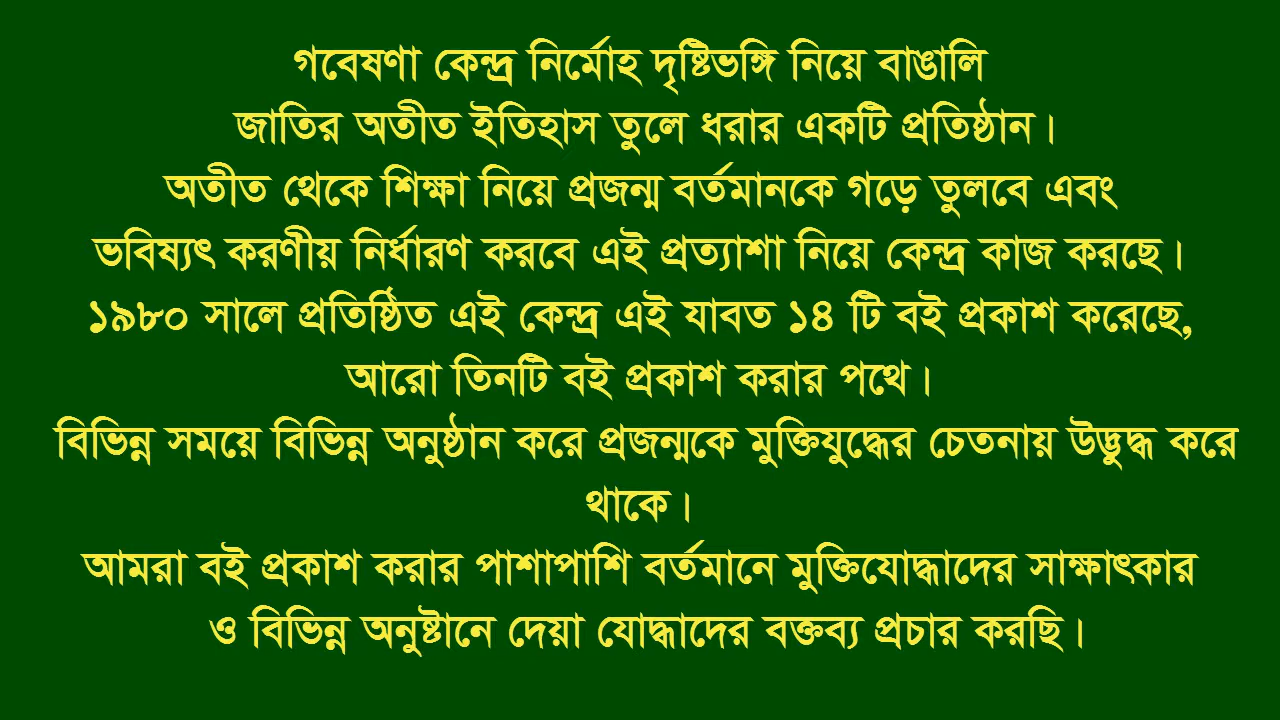 গবেষণা কেন্দ্র নির্মোহ দৃষ্টিভঙ্গি নিয়ে বাঙালি
জাতির অতীত ইতিহাস তুলে ধরার একটি প্রতিষ্ঠান।
অতীত থেকে শিক্ষা নিয়ে প্রজন্ম বর্তমানকে গড়ে তুলবে এবং
ভবিষ্যৎ করণীয় নির্ধারণ করবে এই প্রত্যাশা নিয়ে কেন্দ্র কাজ করছে।
১৯৮০ সালে প্রতিষ্ঠিত এই কেন্দ্র এই যাবত ১৪ টি বই প্রকাশ করেছে,
আরো তিনটি বই প্রকাশ করার পথে।
বিভিন্ন সময়ে বিভিন্ন অনুষ্ঠান করে প্রজন্মকে মুক্তিযুদ্ধের চেতনায় উদ্ভুদ্ধ করে
থাকে।
আমরা বই প্রকাশ করার পাশাপাশি বর্তমানে মুক্তিযোদ্ধাদের সাক্ষাৎকার
ও বিভিন্ন অনুষ্টানে দেয়া যোদ্ধাদের বক্তব্য প্রচার করছি।